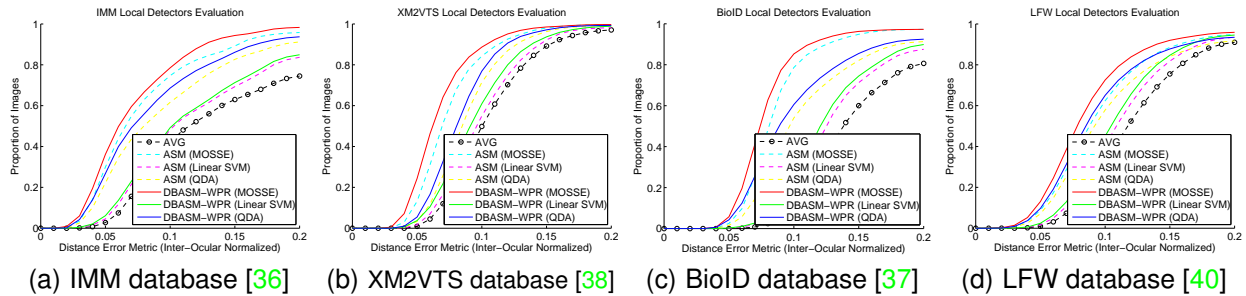 IMM Local Detectors Evaluation
Proportion of Images
1
0.8
0.6
0.4
0.2
0
0 0.05 0.1 0.15 0.2
Distance Error Metric (Inter−Ocular Normalized)
AVG
ASM (MOSSE)
ASM (Linear SVM)
ASM (QDA)
DBASM−WPR (MOSSE)
DBASM−WPR (Linear SVM)
DBASM−WPR (QDA)
(a) IMM database [36]
XM2VTS Local Detectors Evaluation
Proportion of Images
1
0.8
0.6
0.4
0.2
0
0 0.05 0.1 0.15 0.2
Distance Error Metric (Inter−Ocular Normalized)
AVG
ASM (MOSSE)
ASM (Linear SVM)
ASM (QDA)
DBASM−WPR (MOSSE)
DBASM−WPR (Linear SVM)
DBASM−WPR (QDA)
(b) XM2VTS database [38]
BioID Local Detectors Evaluation
Proportion of Images
1
0.8
0.6
0.4
0.2
0
0 0.05 0.1 0.15 0.2
Distance Error Metric (Inter−Ocular Normalized)
AVG
ASM (MOSSE)
ASM (Linear SVM)
ASM (QDA)
DBASM−WPR (MOSSE)
DBASM−WPR (Linear SVM)
DBASM−WPR (QDA)
(c) BioID database [37]
LFW Local Detectors Evaluation
Proportion of Images
1
0.8
0.6
0.4
0.2
0
0 0.05 0.1 0.15 0.2
Distance Error Metric (Inter−Ocular Normalized)
AVG
ASM (MOSSE)
ASM (Linear SVM)
ASM (QDA)
DBASM−WPR (MOSSE)
DBASM−WPR (Linear SVM)
DBASM−WPR (QDA)
(d) LFW database [40]